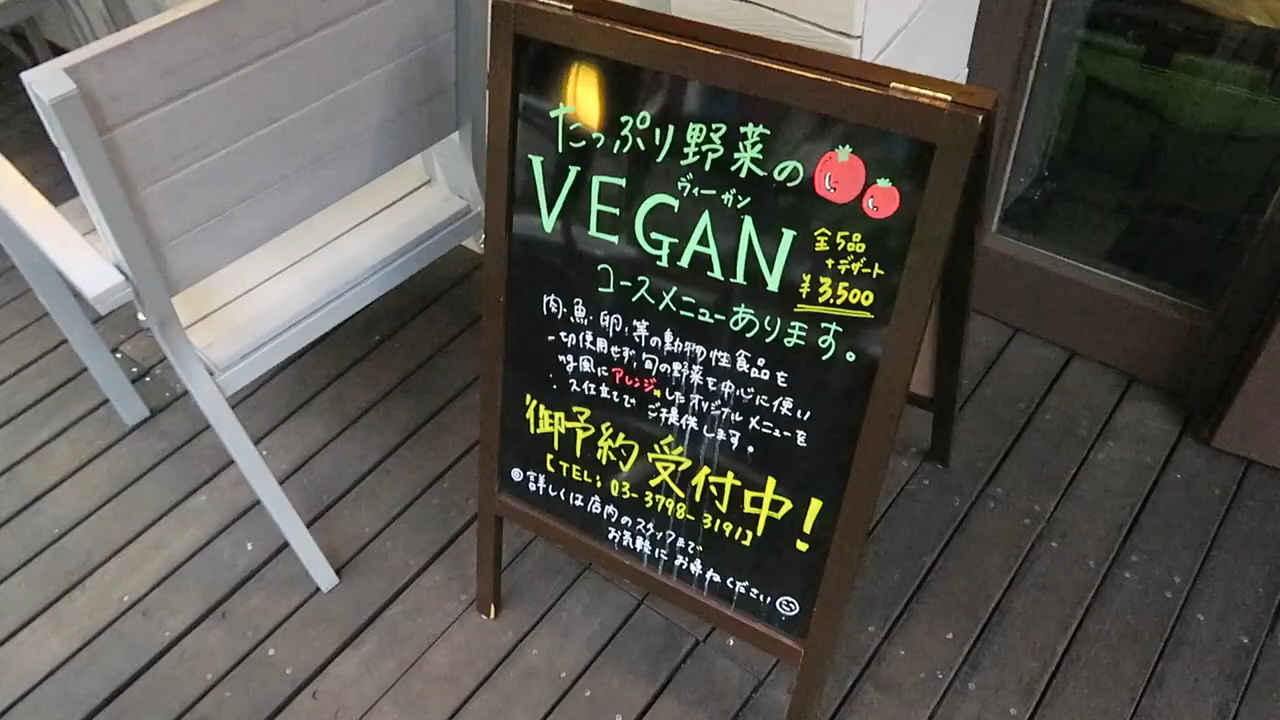 たっぷり野菜の
VEGAN
ヴィーガン
全5品
+デザート
¥3,500
コースメニューあります。
肉・魚・卵・等の動物性食品を
一切使用せず、旬の野菜を中心に使い
風にアレンジしたオリジナルメニューを
ス仕立てでご提供します。
御予約受付中!
【TEL: 03-3798-3191】
◎詳しくは店内のスタッフまで
お気軽にお尋ねください